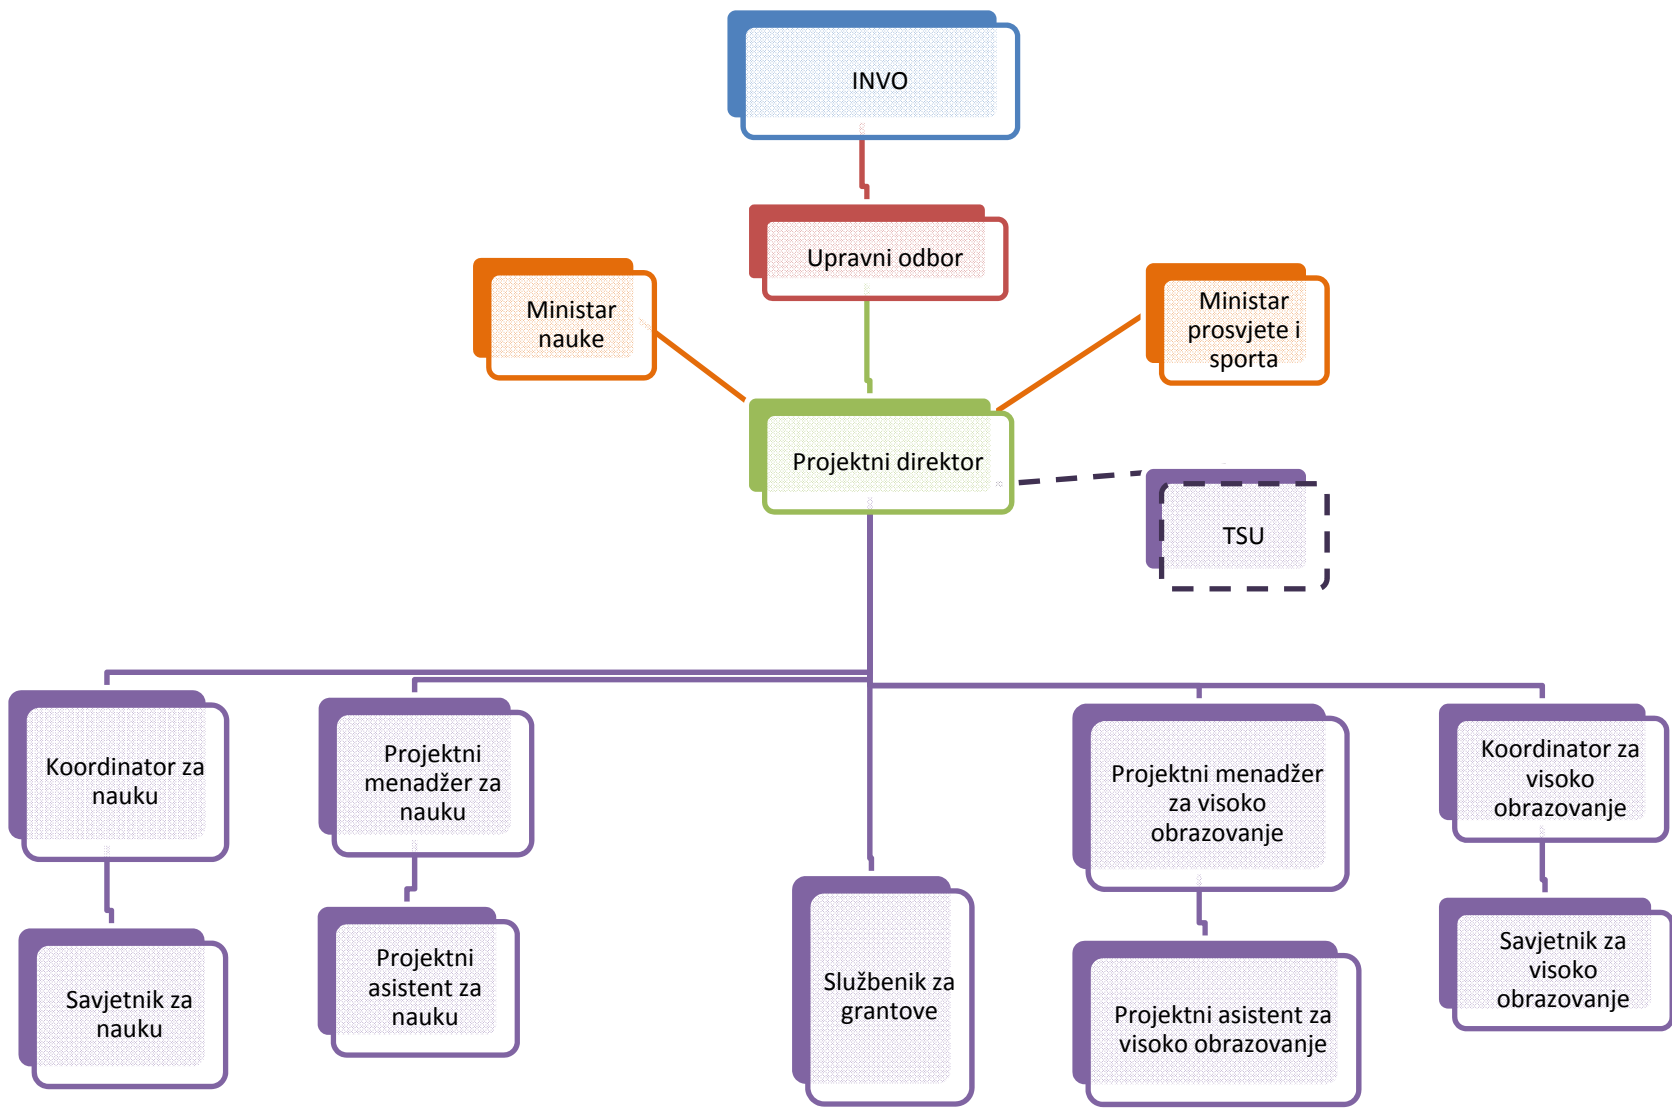 INVO
Upravni odbor
Ministar
nauke
Ministar
prosvjete i
sporta
Projektni direktor
TSU
Koordinator za
nauku
Projektni
menadžer za
nauku
Projektni menadžer
za visoko
obrazovanje
Koordinator za
visoko
obrazovanje
Savjetnik za
nauku
Projektni
asistent za
nauku
Službenik za
grantove
Projektni asistent za
visoko obrazovanje
Savjetnik za
visoko
obrazovanje